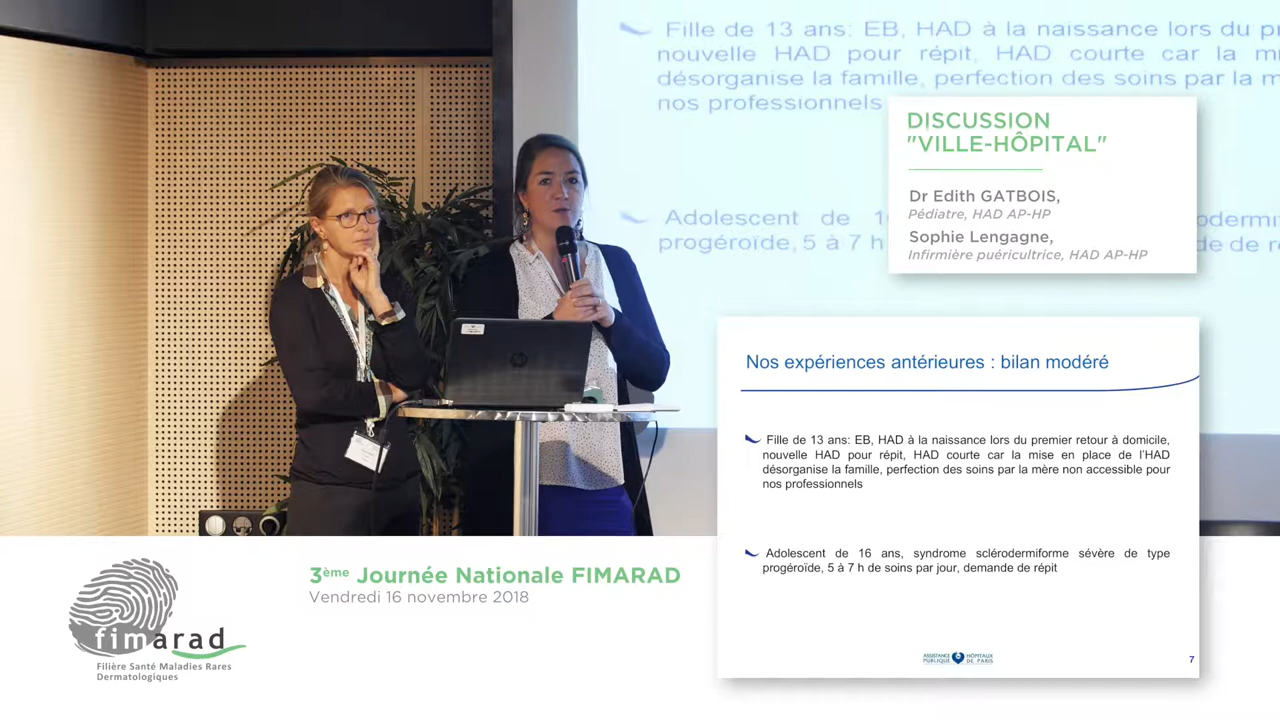 Fille de 13 ans: EB, HAD à la naissance lors du
nouvelle HAD pour répit, HAD courte car la
désorganise la famille, perfection des soins par la
nos professionnels
Adolescent de
progéroïde, 5 à 7 h
DISCUSSION
"VILLE-HÔPITAL"
Dr Edith GATBOIS,
Pédiatre, HAD AP-HP
Sophie Lengagne,
Infirmière puéricultrice, HAD AP-HP
Nos expériences antérieures : bilan modéré
Fille de 13 ans: EB, HAD à la naissance lors du premier retour à domicile,
nouvelle HAD pour répit, HAD courte car la mise en place de l'HAD
désorganise la famille, perfection des soins par la mère non accessible pour
nos professionnels
Adolescent de 16 ans, syndrome sclérodermiforme sévère de type
progéroïde, 5 à 7 h de soins par jour, demande de répit
ASSISTANCE HÔPITAUX
PUBLIQUE DE PARIS
7
3ème Journée Nationale FIMARAD
Vendredi 16 novembre 2018
fimarad
Filière Santé Maladies Rares
Dermatologiques